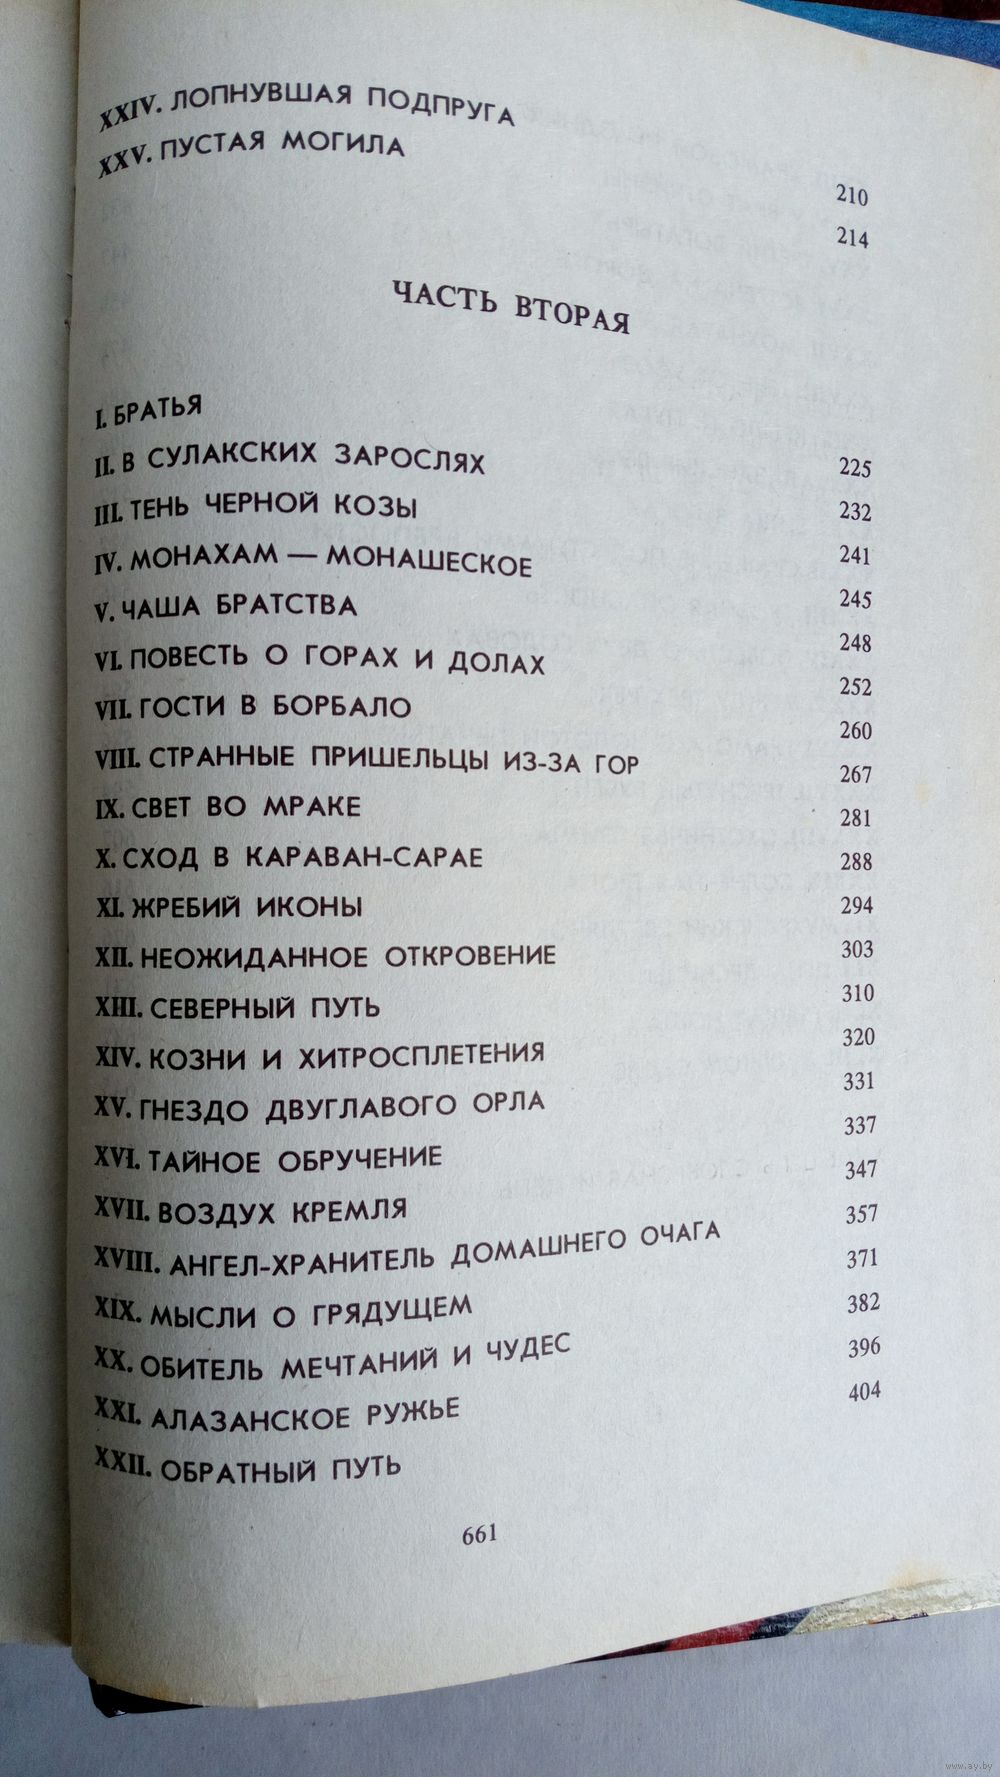 XXIV. ЛОПНУВШАЯ ПОДПРУГА 210
XXV. ПУСТАЯ МОГИЛА 214
ЧАСТЬ ВТОРАЯ
I. БРАТЬЯ 225
II. В СУЛАКСКИХ ЗАРОСЛЯХ 232
III. ТЕНЬ ЧЕРНОЙ КОЗЫ 241
IV. МОНАХАМ — МОНАШЕСКОЕ 245
V. ЧАША БРАТСТВА 248
VI. ПОВЕСТЬ О ГОРАХ И ДОЛАХ 252
VII. ГОСТИ В БОРБАЛО 260
VIII. СТРАННЫЕ ПРИШЕЛЬЦЫ ИЗ-ЗА ГОР 267
IX. СВЕТ ВО МРАКЕ 281
X. СХОД В КАРАВАН-САРАЕ 288
XI. ЖРЕБИЙ ИКОНЫ 294
XII. НЕОЖИДАННОЕ ОТКРОВЕНИЕ 303
XIII. СЕВЕРНЫЙ ПУТЬ 310
XIV. КОЗНИ И ХИТРОСПЛЕТЕНИЯ 320
XV. ГНЕЗДО ДВУГЛАВОГО ОРЛА 331
XVI. ТАЙНОЕ ОБРУЧЕНИЕ 337
XVII. ВОЗДУХ КРЕМЛЯ 347
XVIII. АНГЕЛ-ХРАНИТЕЛЬ ДОМАШНЕГО ОЧАГА 357
XIX. МЫСЛИ О ГРЯДУЩЕМ 371
XX. ОБИТЕЛЬ МЕЧТАНИЙ И ЧУДЕС 382
XXI. АЛАЗАНСКОЕ РУЖЬЕ 396
XXII. ОБРАТНЫЙ ПУТЬ 404
661
www.ay.by